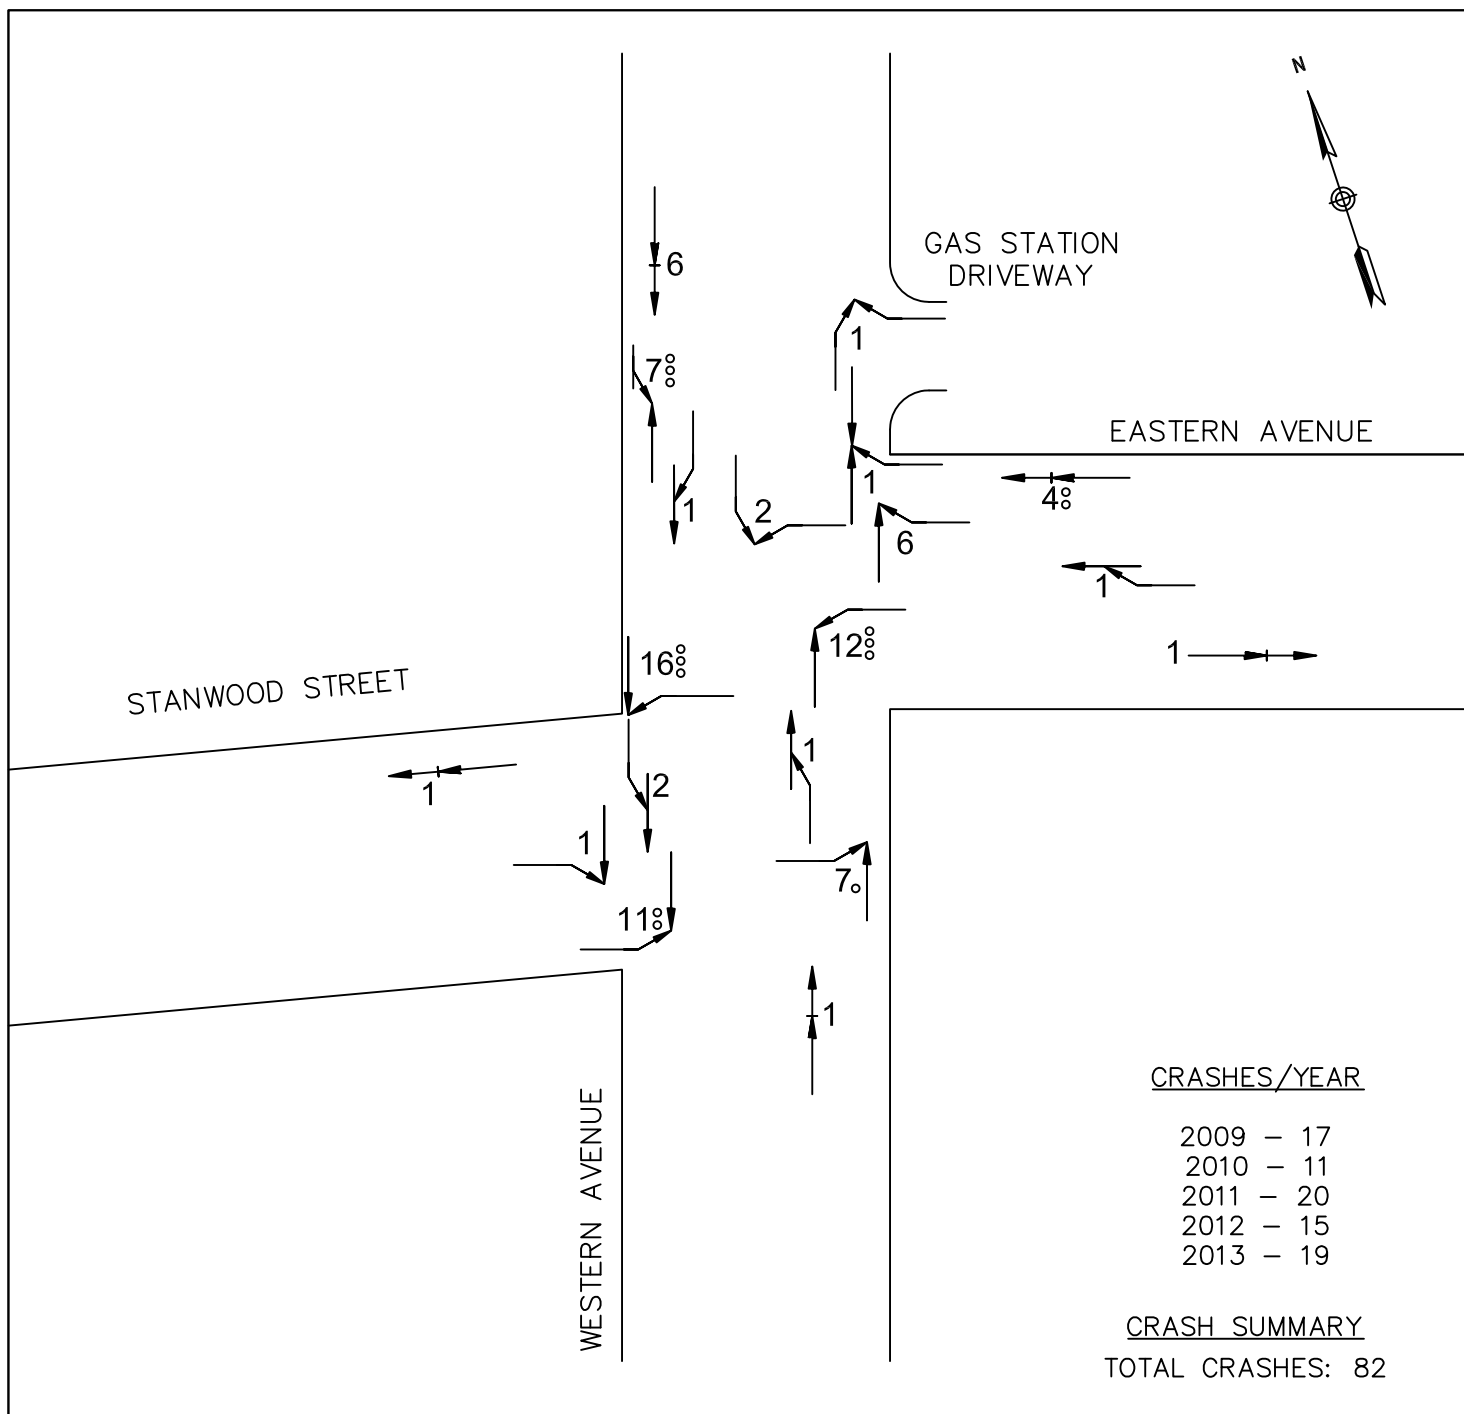 N
GAS STATION
DRIVEWAY
6
1
7
EASTERN AVENUE
1
4
1
2
6
1
12
16
1
STANWOOD STREET
1
2
1
1
7
11
1
WESTERN AVENUE
CRASHES/YEAR
2009 – 17
2010 – 11
2011 – 20
2012 – 15
2013 – 19
CRASH SUMMARY
TOTAL CRASHES: 82